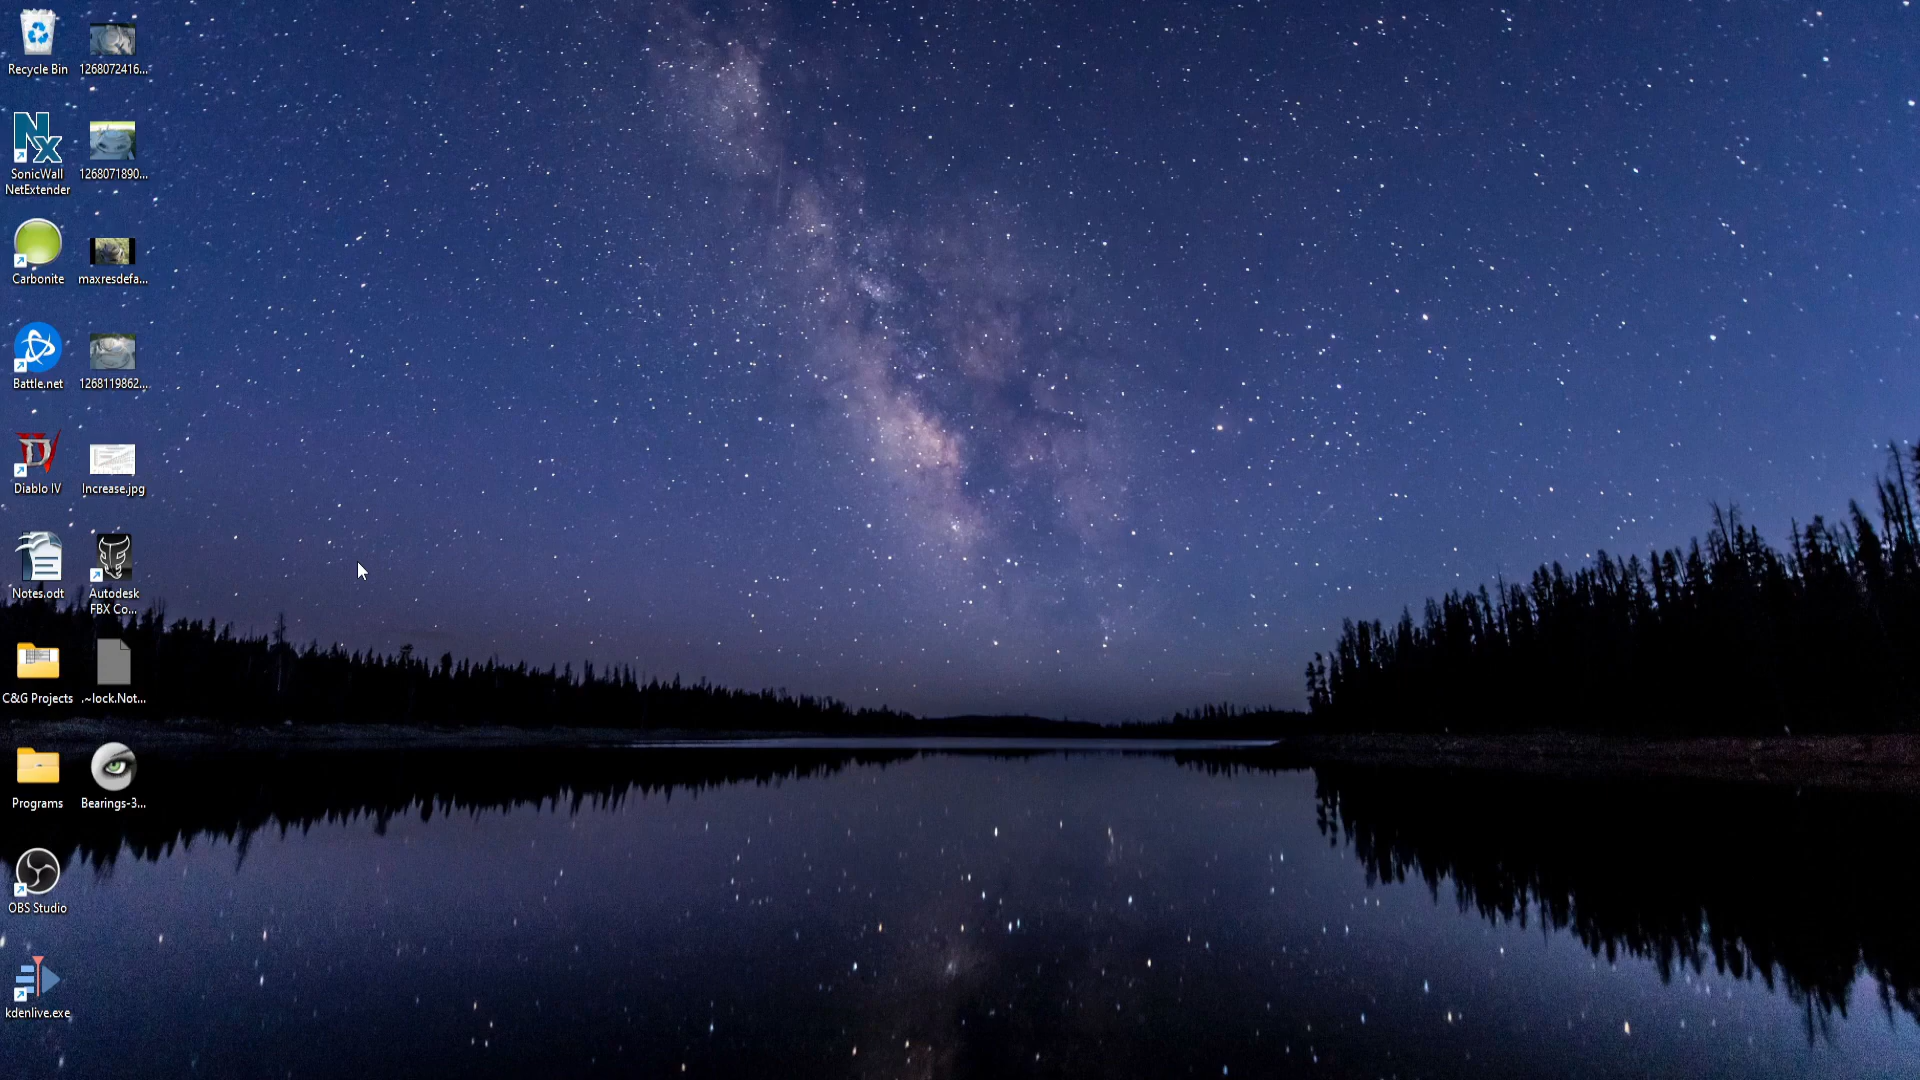 Recycle Bin
1268072416...
SonicWall
NetExtender
1268071890...
Carbonite
maxresdefa...
Battle.net
1268119862...
Diablo IV
Increase.jpg
Notes.odt
Autodesk
FBX Co...
C&G Projects
.~lock.Not...
Programs
Bearings-3...
OBS Studio
kdenlive.exe